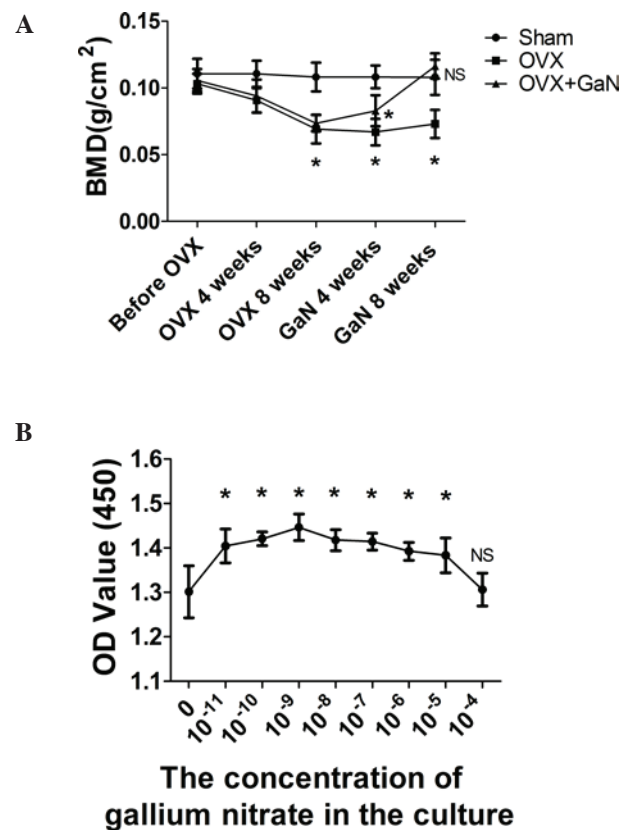 A
BMD(g/cm²)
0.15
0.10
0.05
0.00
Sham
OVX
OVX+GaN
NS
*
* * *
Before OVX
OVX 4 weeks
OVX 8 weeks
GaN 4 weeks
GaN 8 weeks
B
OD Value (450)
1.6
1.5
1.4
1.3
1.2
1.1
* * * * * * *
NS
0
10⁻¹¹
10⁻¹⁰
10⁻⁹
10⁻⁸
10⁻⁷
10⁻⁶
10⁻⁵
10⁻⁴
The concentration of
gallium nitrate in the culture